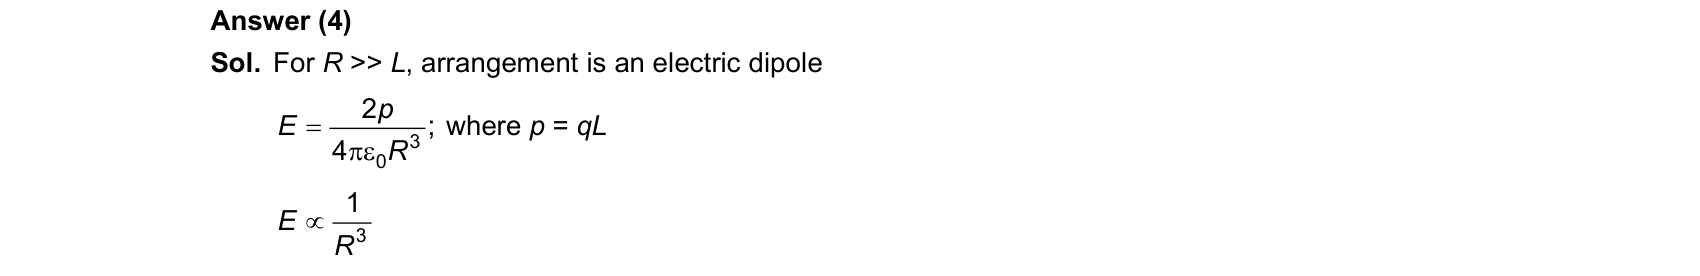 Answer (4)
Sol. For R >> L, arrangement is an electric dipole
E = 2p / 4πε₀R³ ; where p = qL
E ∝ 1 / R³